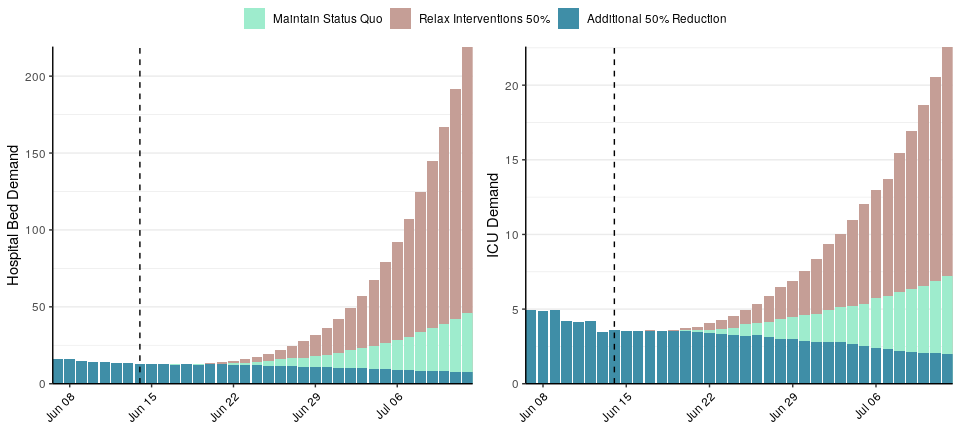 Maintain Status Quo
Relax Interventions 50%
Additional 50% Reduction
Hospital Bed Demand
200
150
100
50
0
Jun 08
Jun 15
Jun 22
Jun 29
Jul 06
ICU Demand
20
15
10
5
0
Jun 08
Jun 15
Jun 22
Jun 29
Jul 06